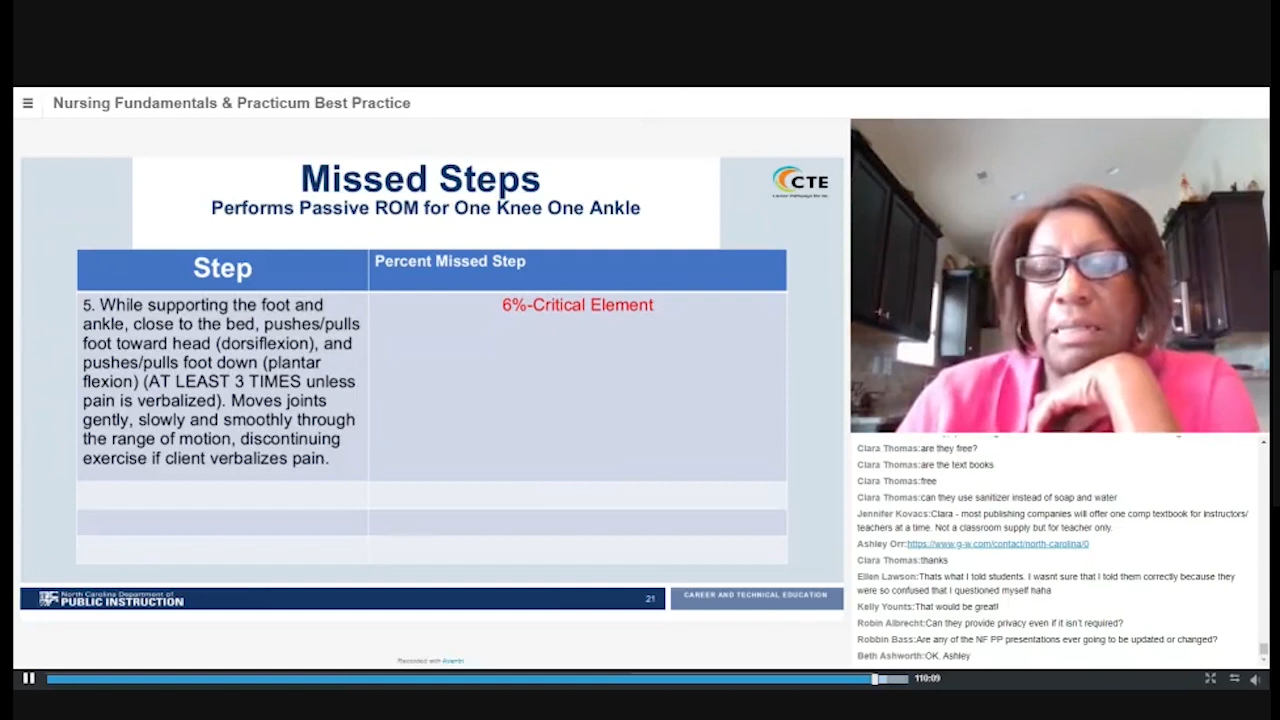 Nursing Fundamentals & Practicum Best Practice
Missed Steps
Performs Passive ROM for One Knee One Ankle
CTE
Step
Percent Missed Step
5. While supporting the foot and
ankle, close to the bed, pushes/pulls
foot toward head (dorsiflexion), and
pushes/pulls foot down (plantar
flexion) (AT LEAST 3 TIMES unless
pain is verbalized). Moves joints
gently, slowly and smoothly through
the range of motion, discontinuing
exercise if client verbalizes pain.
6%-Critical Element
North Carolina Department of
PUBLIC INSTRUCTION
21
CAREER AND TECHNICAL EDUCATION
Recorded with Avants
Clara Thomas:are they free?
Clara Thomas:are the text books
Clara Thomas:free
Clara Thomas:can they use sanitizer instead of soap and water
Jennifer Kovacs:Clara - most publishing companies will offer one comp textbook for instructors/
teachers at a time. Not a classroom supply but for teacher only.
Ashley Orr:https://www.g-w.com/contact/north-carolina/0
Clara Thomas:thanks
Ellen Lawson:Thats what I told students. I wasnt sure that I told them correctly because they
were so confused that I questioned myself haha
Kelly Younts:That would be great!
Robin Albrecht:Can they provide privacy even if it isn't required?
Robbin Bass:Are any of the NF PP presentations ever going to be updated or changed?
Beth Ashworth:OK, Ashley
110:09